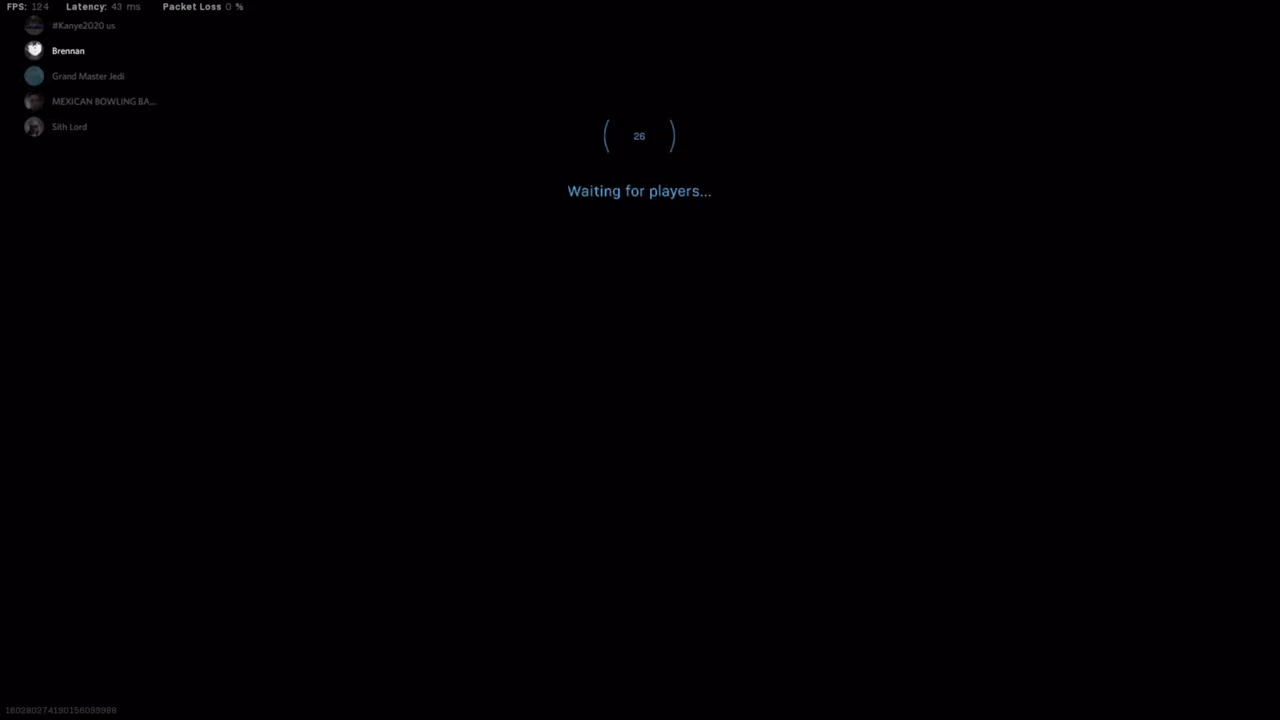 FPS: 124 Latency: 43 ms Packet Loss 0 %
#Kanye2020 us
Brennan
Grand Master Jedi
MEXICAN BOWLING BA...
Sith Lord
26
Waiting for players...